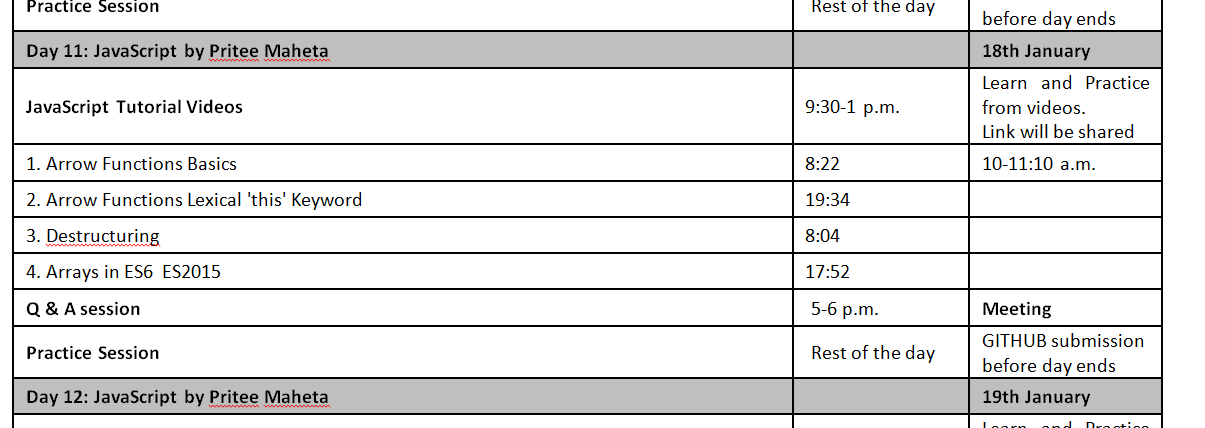 Practice Session Rest of the day
before day ends
Day 11: JavaScript by Pritee Maheta 18th January
JavaScript Tutorial Videos 9:30-1 p.m. Learn and Practice
from videos.
Link will be shared
1. Arrow Functions Basics 8:22 10-11:10 a.m.
2. Arrow Functions Lexical 'this' Keyword 19:34
3. Destructuring 8:04
4. Arrays in ES6 ES2015 17:52
Q & A session 5-6 p.m. Meeting
Practice Session Rest of the day GITHUB submission
before day ends
Day 12: JavaScript by Pritee Maheta 19th January
Learn and Practice